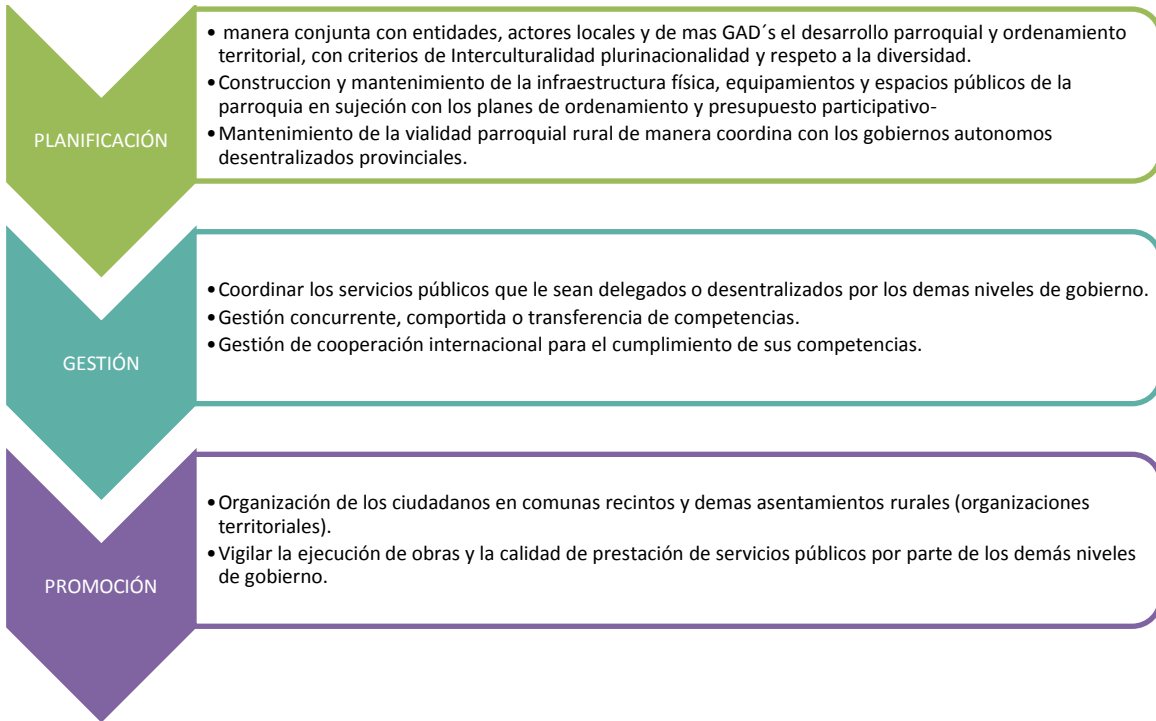 PLANIFICACIÓN
• manera conjunta con entidades, actores locales y de mas GAD´s el desarrollo parroquial y ordenamiento
territorial, con criterios de Interculturalidad plurinacionalidad y respeto a la diversidad.
•Construccion y mantenimiento de la infraestructura física, equipamientos y espacios públicos de la
parroquia en sujeción con los planes de ordenamiento y presupuesto participativo-
•Mantenimiento de la vialidad parroquial rural de manera coordina con los gobiernos autonomos
desentralizados provinciales.
GESTIÓN
•Coordinar los servicios públicos que le sean delegados o desentralizados por los demas niveles de gobierno.
•Gestión concurrente, comportida o transferencia de competencias.
•Gestión de cooperación internacional para el cumplimiento de sus competencias.
PROMOCIÓN
•Organización de los ciudadanos en comunas recintos y demas asentamientos rurales (organizaciones
territoriales).
•Vigilar la ejecución de obras y la calidad de prestación de servicios públicos por parte de los demás niveles
de gobierno.